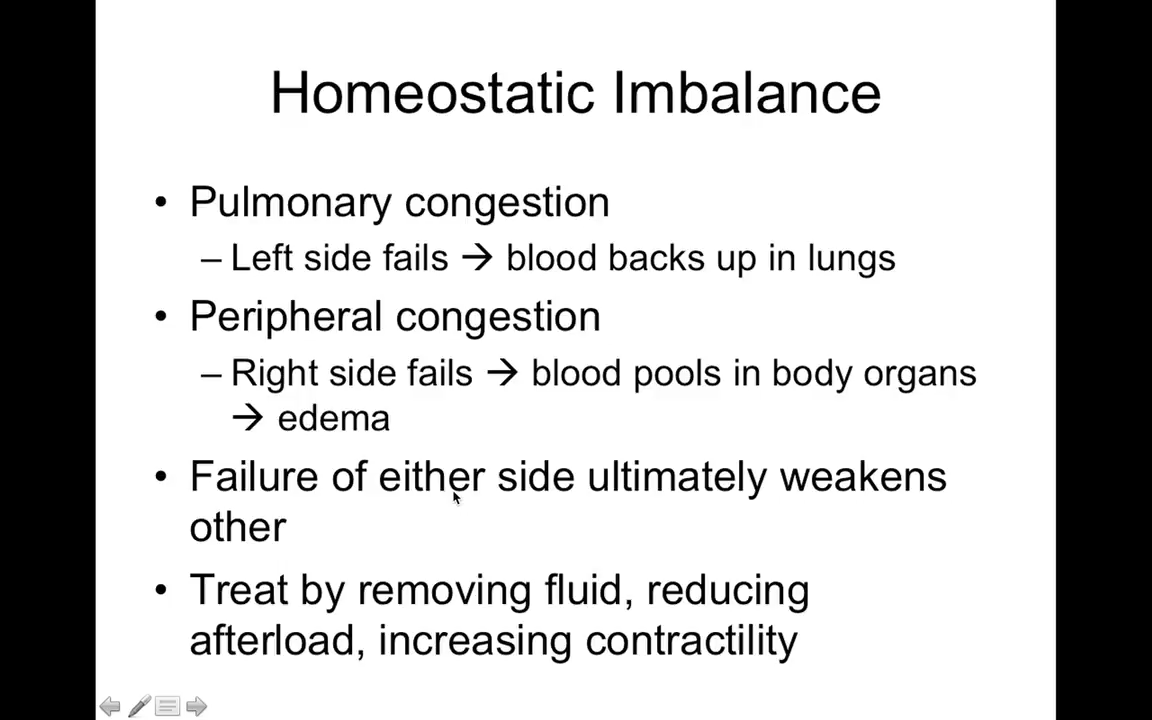 Homeostatic Imbalance
• Pulmonary congestion
– Left side fails → blood backs up in lungs
• Peripheral congestion
– Right side fails → blood pools in body organs
→ edema
• Failure of either side ultimately weakens
other
• Treat by removing fluid, reducing
afterload, increasing contractility